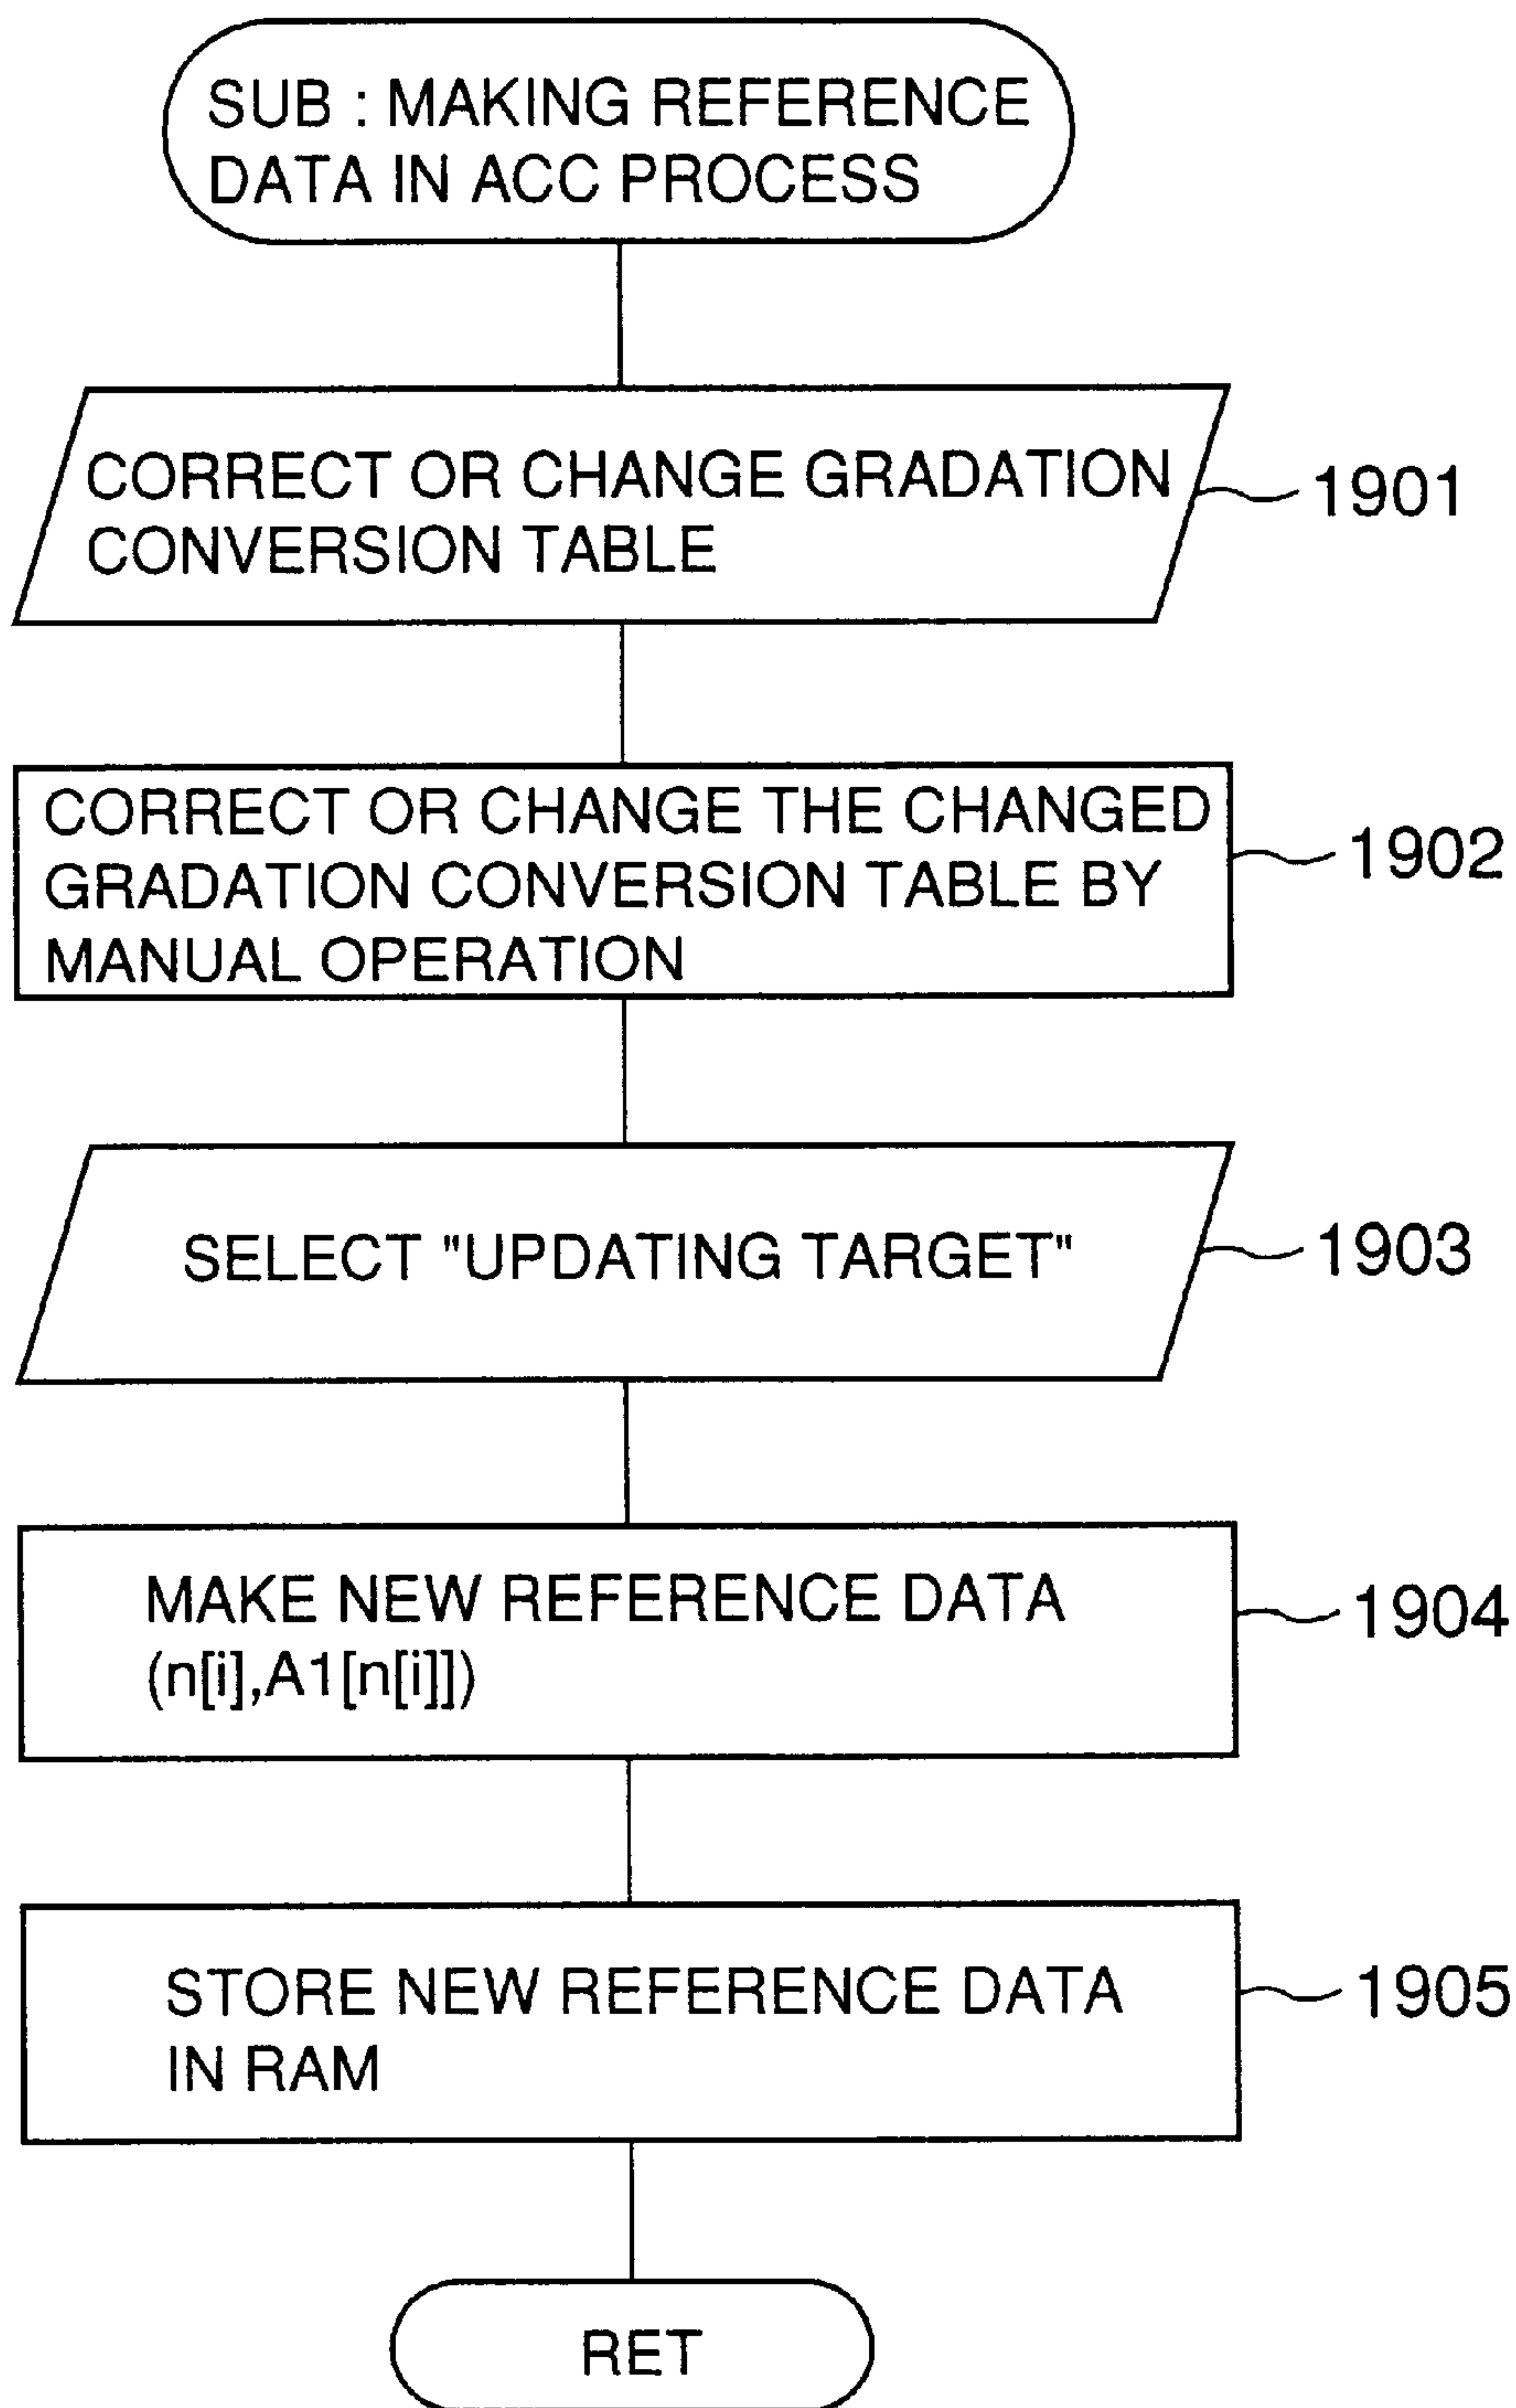 SUB : MAKING REFERENCE
DATA IN ACC PROCESS
CORRECT OR CHANGE GRADATION
CONVERSION TABLE
1901
CORRECT OR CHANGE THE CHANGED
GRADATION CONVERSION TABLE BY
MANUAL OPERATION
1902
SELECT "UPDATING TARGET"
1903
MAKE NEW REFERENCE DATA
(n[i],A1[n[i]])
1904
STORE NEW REFERENCE DATA
IN RAM
1905
RET